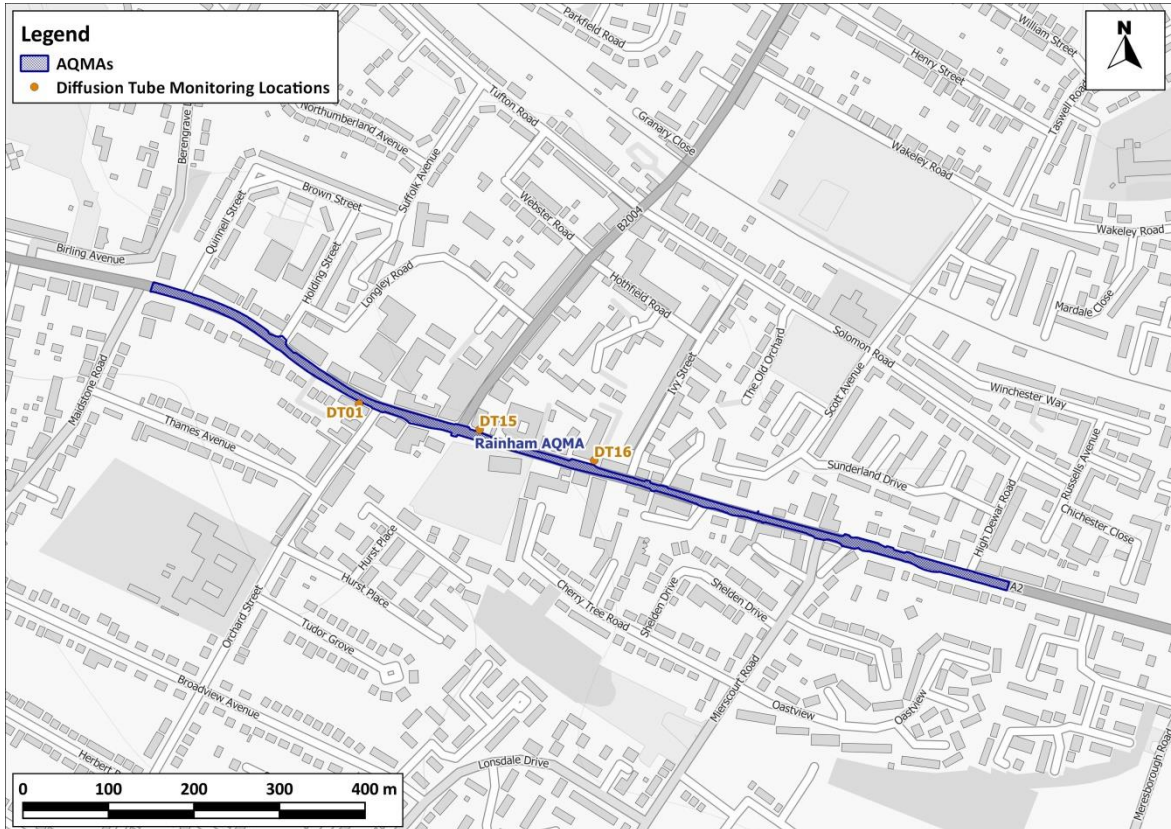 Legend
AQMAs
Diffusion Tube Monitoring Locations
N
Parkfield Road
William Street
Henry Street
Taswell Road
Tufton Road
Northumberland Avenue
Granary Close
Wakeley Road
Suffolk Avenue
Brown Street
Webster Road
B2004
Quinnell Street
Wakeley Road
Birling Avenue
Holding Street
Longley Road
Hothfield Road
Mardale Close
Solomon Road
The Old Orchard
Ivy Street
Scott Avenue
Winchester Way
Maidstone Road
DT01
DT15
Rainham AQMA
DT16
Thames Avenue
Sunderland Drive
Russells Avenue
High Dewar Road
Chichester Close
Hurst Place
Hurst Place
A2
Shelden Drive
Shelden Drive
Cherry Tree Road
Orchard Street
Tudor Grove
Mierscourt Road
Oastview
Oastview
Broadview Avenue
Meresborough Road
Lonsdale Drive
0 100 200 300 400 m